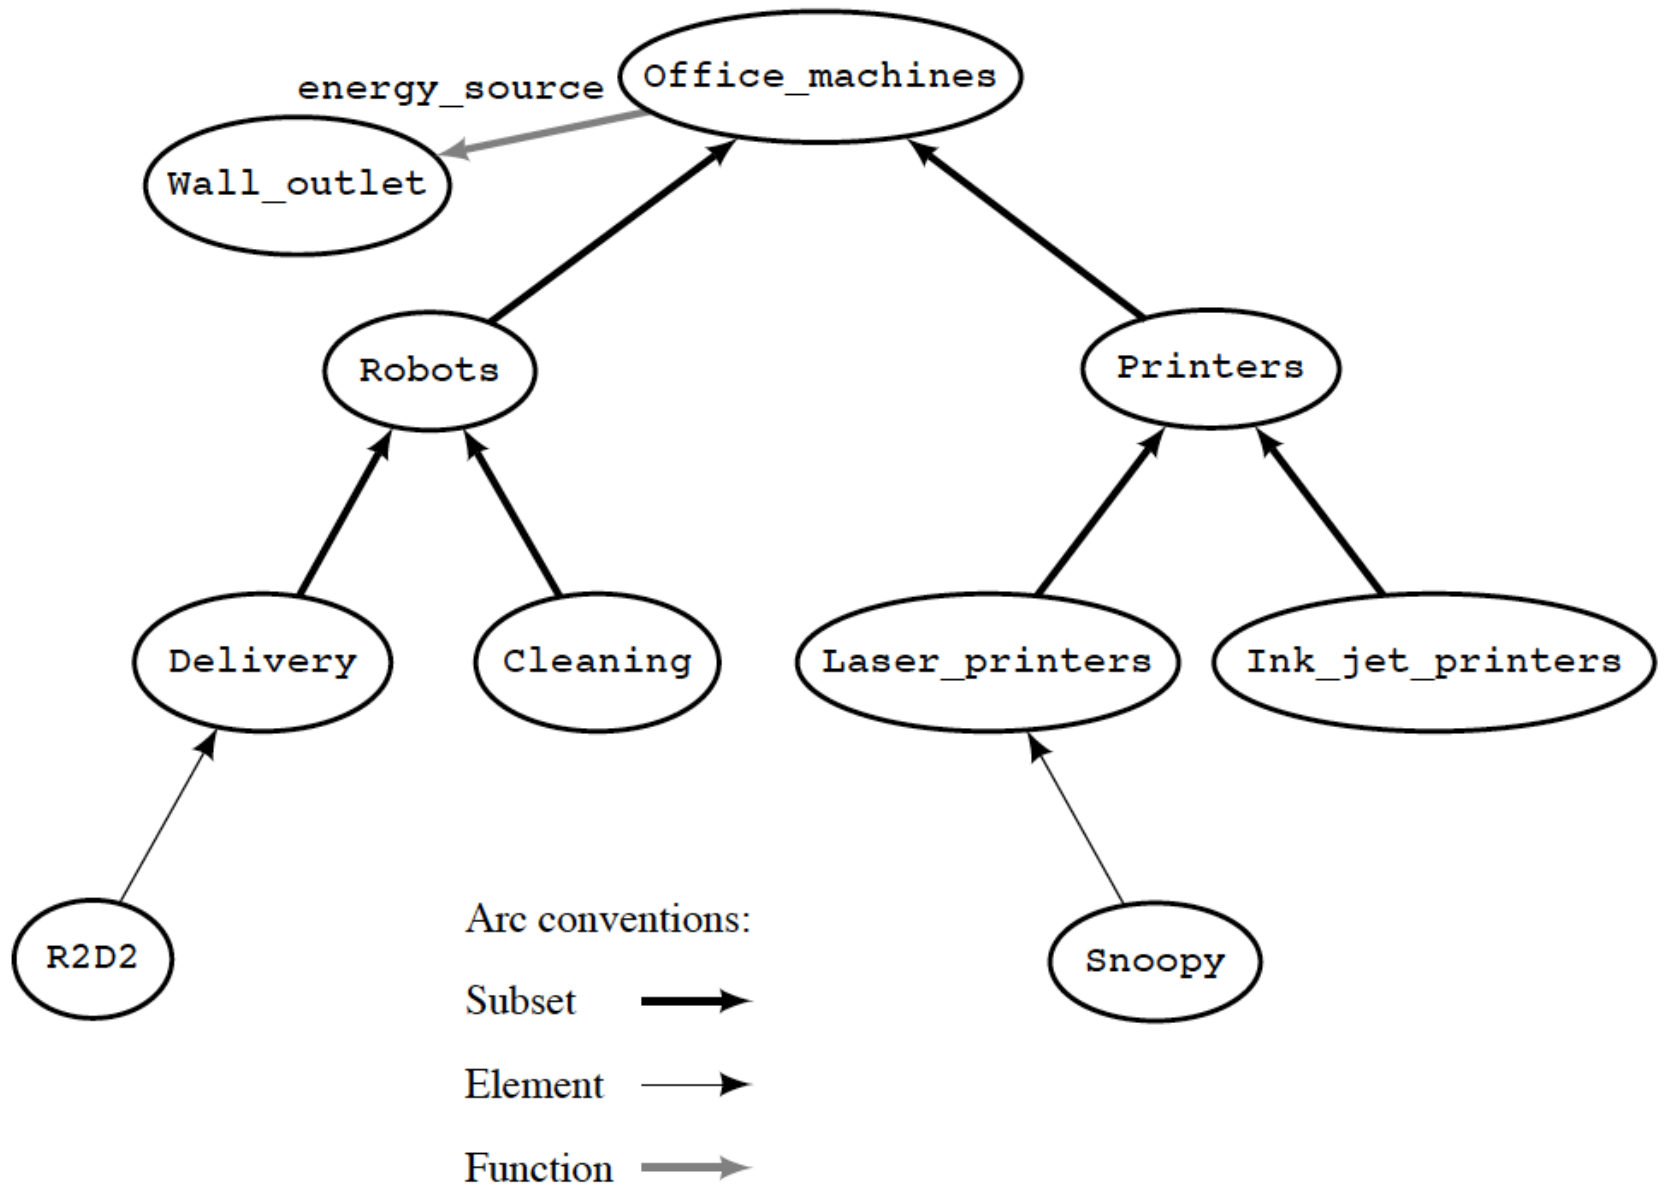 Office_machines
energy_source
Wall_outlet
Robots
Printers
Delivery
Cleaning
Laser_printers
Ink_jet_printers
R2D2
Snoopy
Arc conventions:
Subset
Element
Function